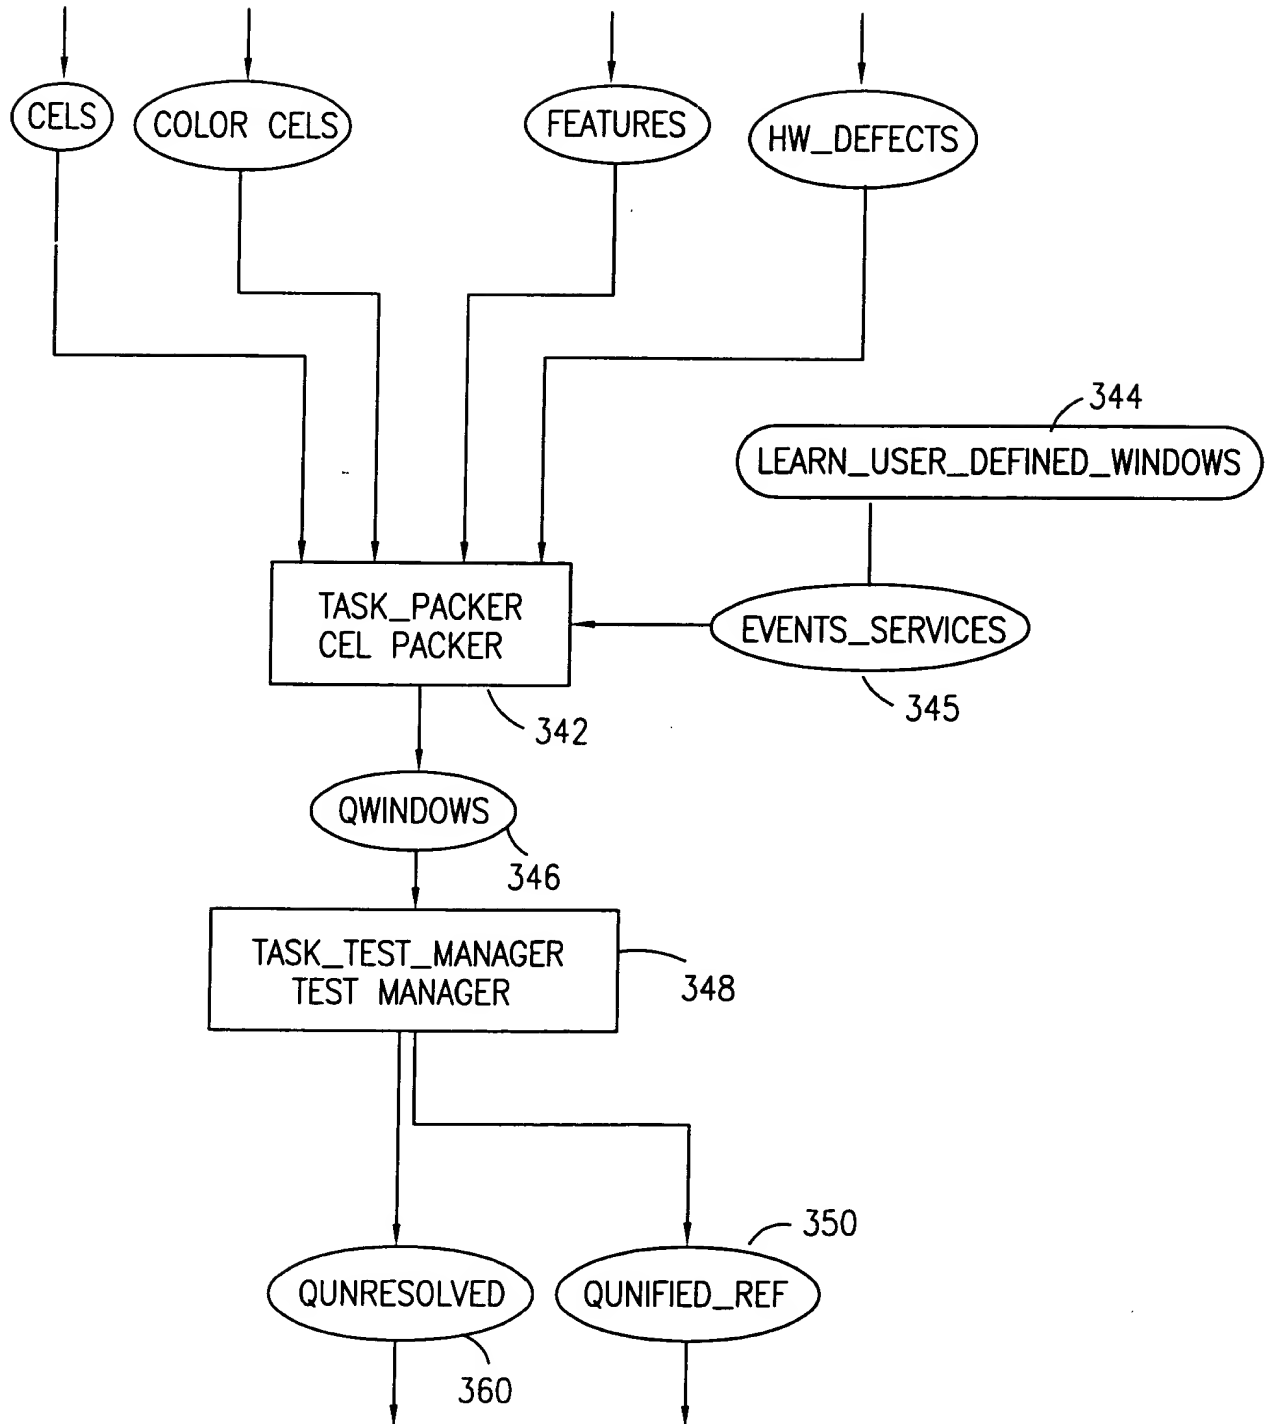 CELS
COLOR CELS
FEATURES
HW_DEFECTS
344
LEARN_USER_DEFINED_WINDOWS
TASK_PACKER
CEL PACKER
EVENTS_SERVICES
345
342
QWINDOWS
346
TASK_TEST_MANAGER
TEST MANAGER
348
350
QUNRESOLVED
QUNIFIED_REF
360